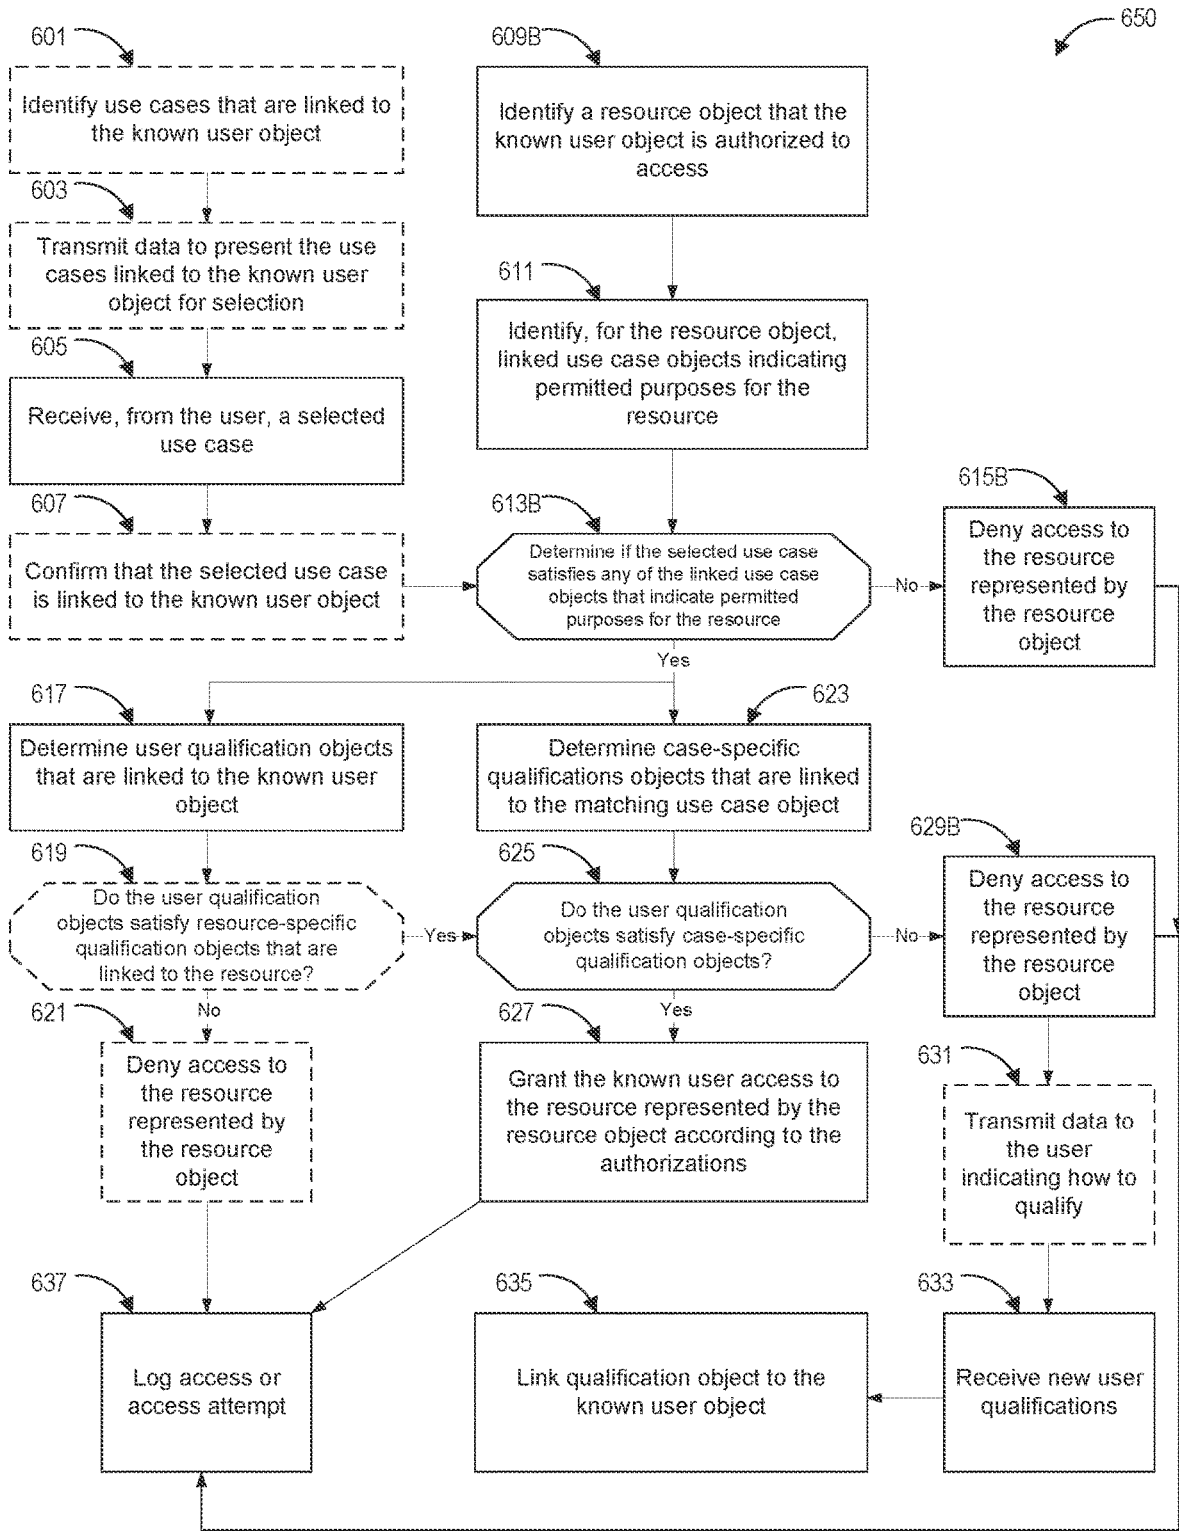 650
601
Identify use cases that are linked to
the known user object
609B
Identify a resource object that the
known user object is authorized to
access
603
Transmit data to present the use
cases linked to the known user
object for selection
611
Identify, for the resource object,
linked use case objects indicating
permitted purposes for the
resource
605
Receive, from the user, a selected
use case
607
Confirm that the selected use case
is linked to the known user object
613B
Determine if the selected use case
satisfies any of the linked use case
objects that indicate permitted
purposes for the resource
No
Yes
615B
Deny access to
the resource
represented by
the resource
object
617
Determine user qualification objects
that are linked to the known user
object
623
Determine case-specific
qualifications objects that are linked
to the matching use case object
619
Do the user qualification
objects satisfy resource-specific
qualification objects that are
linked to the resource?
Yes
No
625
Do the user qualification
objects satisfy case-specific
qualification objects?
No
Yes
629B
Deny access to
the resource
represented by
the resource
object
621
Deny access to
the resource
represented by
the resource
object
627
Grant the known user access to
the resource represented by the
resource object according to the
authorizations
631
Transmit data to
the user
indicating how to
qualify
637
Log access or
access attempt
635
Link qualification object to the
known user object
633
Receive new user
qualifications